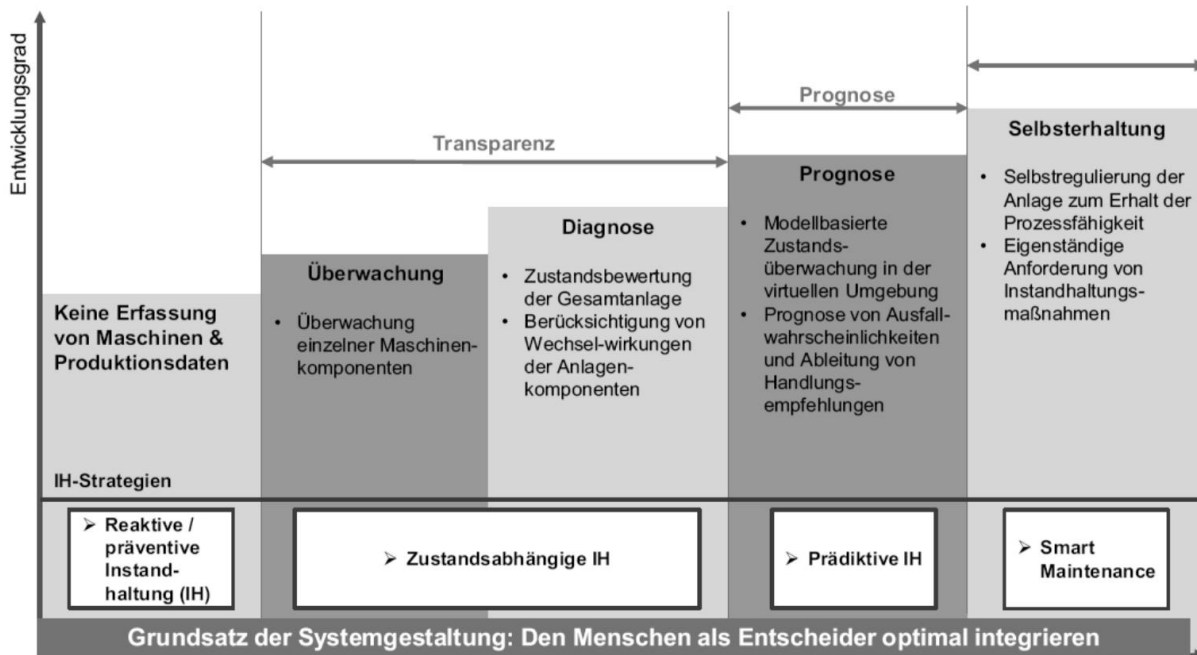 Entwicklungsgrad
Transparenz
Prognose
Keine Erfassung
von Maschinen &
Produktionsdaten
Überwachung
• Überwachung
einzelner Maschinen-
komponenten
Diagnose
• Zustandsbewertung
der Gesamtanlage
• Berücksichtigung von
Wechsel-wirkungen
der Anlagen-
komponenten
Prognose
• Modellbasierte
Zustands-
überwachung in der
virtuellen Umgebung
• Prognose von Ausfall-
wahrscheinlichkeiten
und Ableitung von
Handlungs-
empfehlungen
Selbsterhaltung
• Selbstregulierung der
Anlage zum Erhalt der
Prozessfähigkeit
• Eigenständige
Anforderung von
Instandhaltungs-
maßnahmen
IH-Strategien
➢ Reaktive /
präventive
Instand-
haltung (IH)
➢ Zustandsabhängige IH
➢ Prädiktive IH
➢ Smart
Maintenance
Grundsatz der Systemgestaltung: Den Menschen als Entscheider optimal integrieren